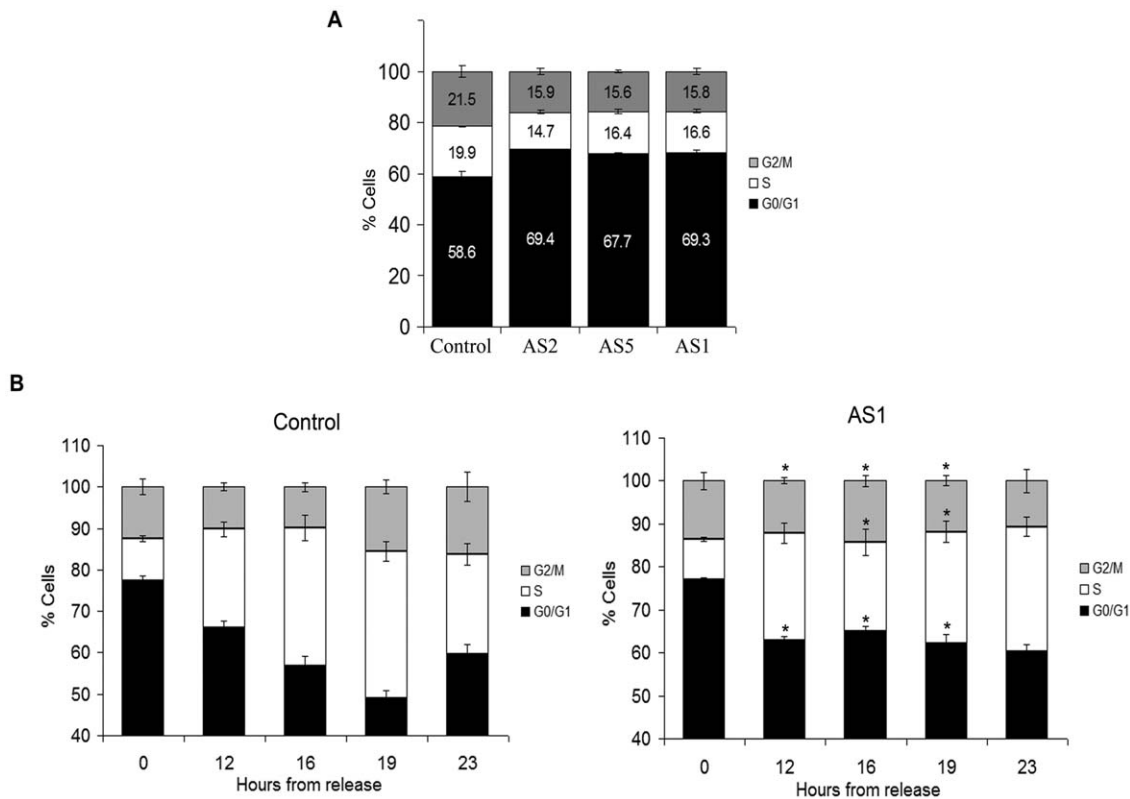 A
100
80
60
40
20
0
% Cells
21.5
15.9
15.6
15.8
19.9
14.7
16.4
16.6
58.6
69.4
67.7
69.3
G2/M
S
G0/G1
Control AS2 AS5 AS1
B
Control
110
100
90
80
70
60
50
40
% Cells
G2/M
S
G0/G1
0 12 16 19 23
Hours from release
AS1
110
100
90
80
70
60
50
40
% Cells
* * *
* *
* * *
G2/M
S
G0/G1
0 12 16 19 23
Hours from release